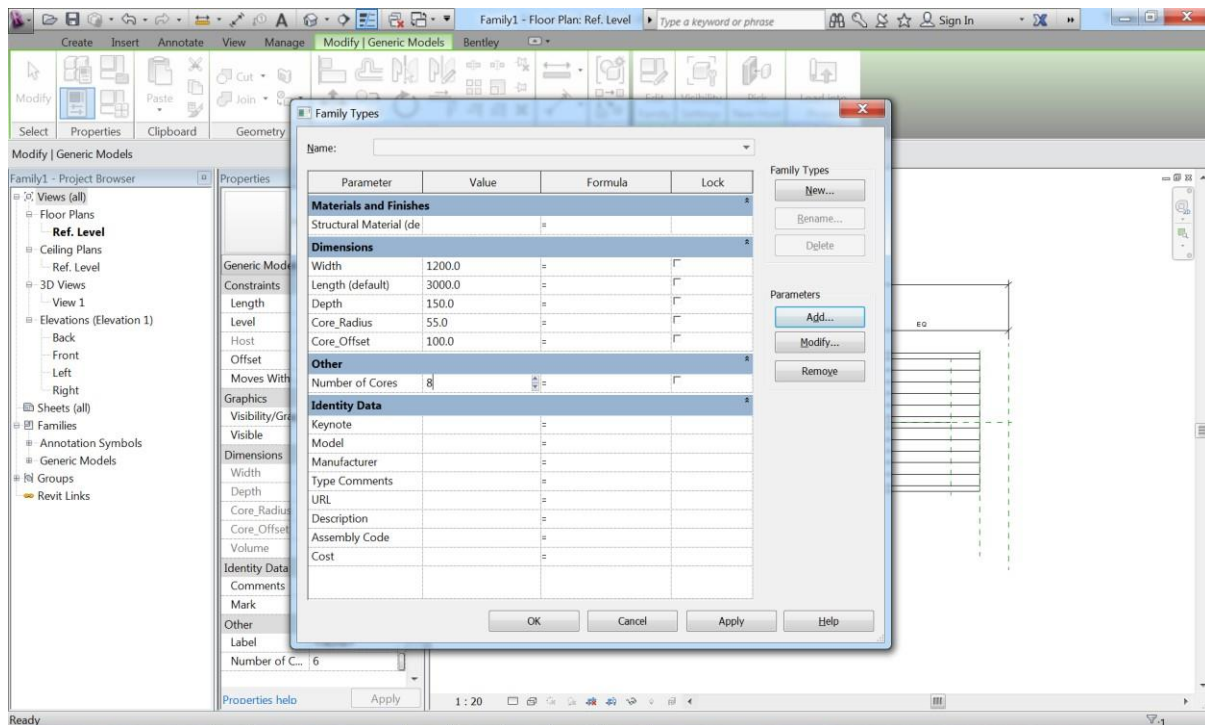 Family1 - Floor Plan: Ref. Level
Type a keyword or phrase
Sign In
Create Insert Annotate View Manage Modify | Generic Models Bentley
Modify
Paste
Cut
Join
Select Properties Clipboard Geometry
Modify | Generic Models
Family1 - Project Browser
Views (all)
Floor Plans
Ref. Level
Ceiling Plans
Ref. Level
3D Views
View 1
Elevations (Elevation 1)
Back
Front
Left
Right
Sheets (all)
Families
Annotation Symbols
Generic Models
Groups
Revit Links
Properties
Generic Mode
Constraints
Length
Level
Host
Offset
Moves With
Graphics
Visibility/Gra
Visible
Dimensions
Width
Depth
Core_Radius
Core_Offset
Volume
Identity Data
Comments
Mark
Other
Label
Number of C... 6
Properties help Apply
Family Types
Name:
Parameter Value Formula Lock
Materials and Finishes
Structural Material (de =
Dimensions
Width 1200.0 =
Length (default) 3000.0 =
Depth 150.0 =
Core_Radius 55.0 =
Core_Offset 100.0 =
Other
Number of Cores 8 =
Identity Data
Keynote =
Model =
Manufacturer =
Type Comments =
URL =
Description =
Assembly Code =
Cost =
Family Types
New...
Rename...
Delete
Parameters
Add...
Modify...
Remove
OK Cancel Apply Help
EQ
1 : 20
Ready
:1